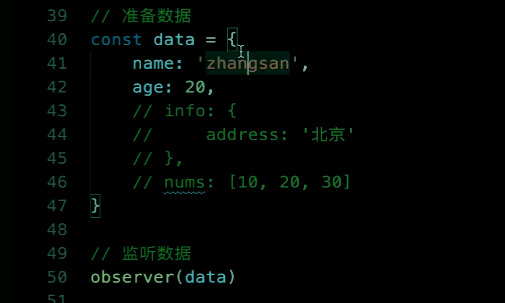 39 // 准备数据
40 const data = {
41 name: 'zhangsan',
42 age: 20,
43 // info: {
44 // address: '北京'
45 // },
46 // nums: [10, 20, 30]
47 }
48
49 // 监听数据
50 observer(data)
51